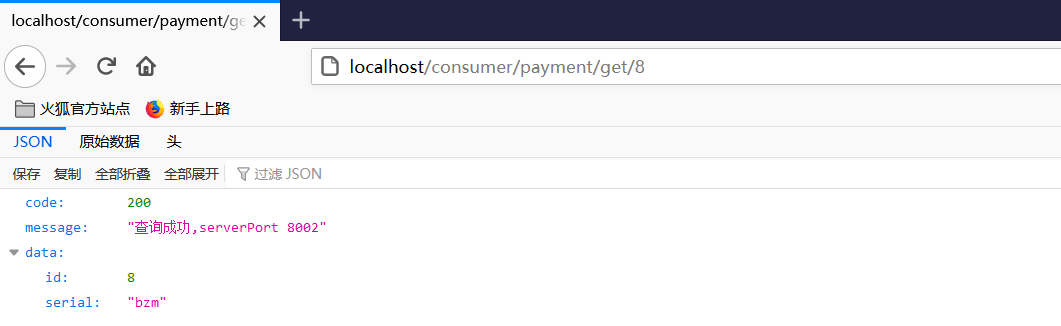 localhost/consumer/payment/ge
localhost/consumer/payment/get/8
火狐官方站点 新手上路
JSON 原始数据 头
保存 复制 全部折叠 全部展开 过滤 JSON
code: 200
message: "查询成功,serverPort 8002"
data:
id: 8
serial: "bzm"